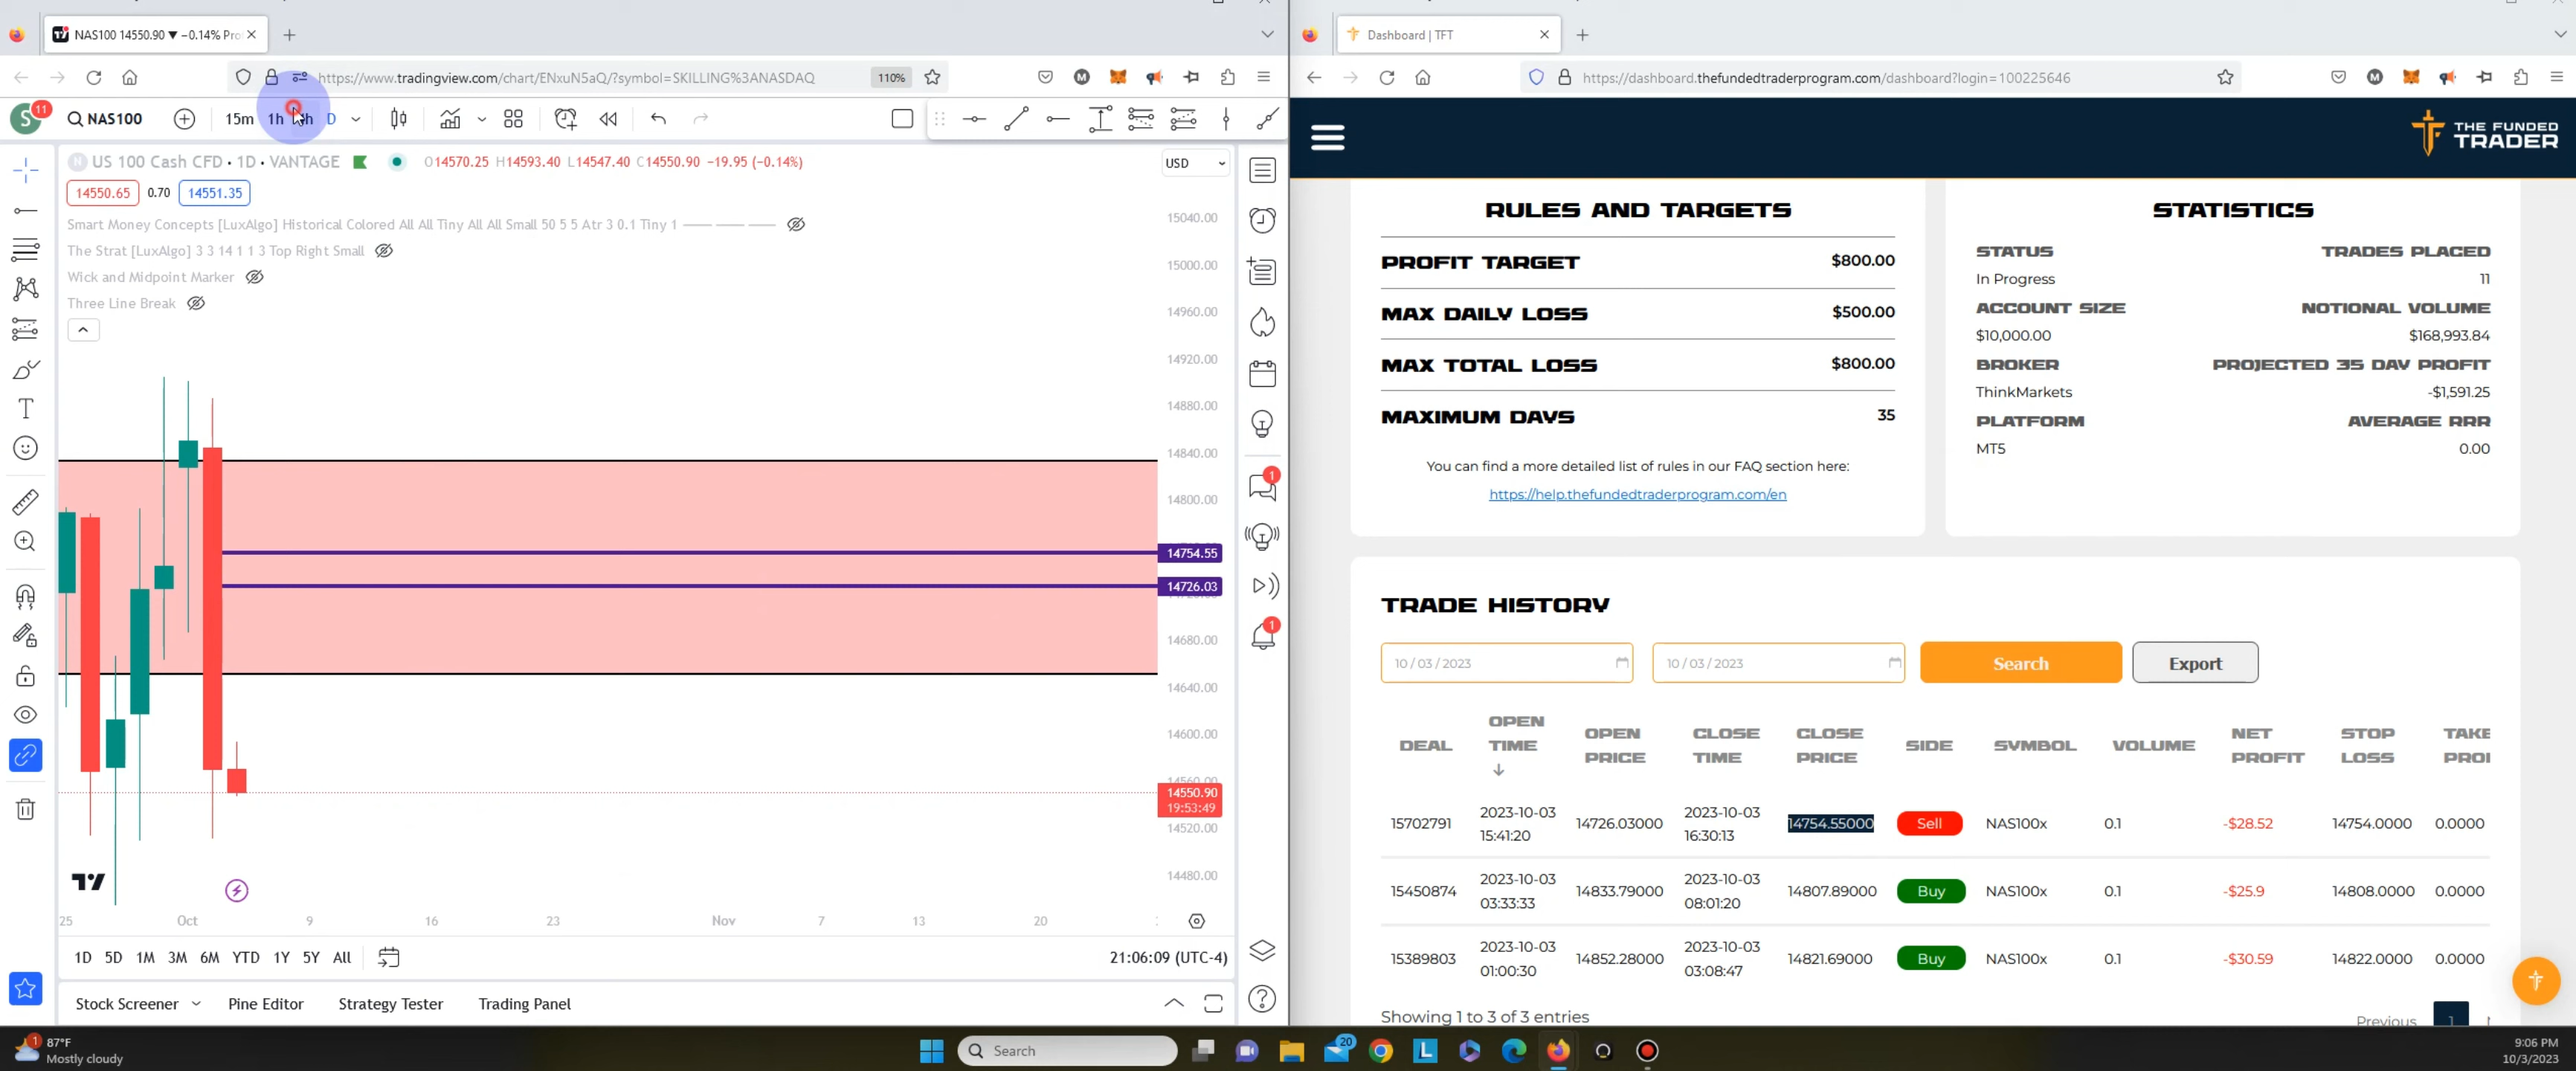 NAS100 14550.90 ▼ −0.14% Pro
https://www.tradingview.com/chart/ENxuN5aQ/?symbol=SKILLING%3ANASDAQ
110%
S
11
NAS100
15m 1h D
US 100 Cash CFD · 1D · VANTAGE
O14570.25 H14593.40 L14547.40 C14550.90 −19.95 (−0.14%)
USD
14550.65 0.70 14551.35
Smart Money Concepts [LuxAlgo] Historical Colored All All Tiny All All Small 50 5 5 Atr 3 0.1 Tiny 1
The Strat [LuxAlgo] 3 3 14 1 1 3 Top Right Small
Wick and Midpoint Marker
Three Line Break
15040.00
15000.00
14960.00
14920.00
14880.00
14840.00
14800.00
14754.55
14726.03
14680.00
14640.00
14600.00
14560.00
14550.90
19:53:49
14520.00
14480.00
25 Oct 9 16 23 Nov 7 13 20
1D 5D 1M 3M 6M YTD 1Y 5Y All
21:06:09 (UTC-4)
Stock Screener Pine Editor Strategy Tester Trading Panel
1
1
Dashboard | TFT
https://dashboard.thefundedtraderprogram.com/dashboard?login=100225646
THE FUNDED
TRADER
RULES AND TARGETS
PROFIT TARGET $800.00
MAX DAILY LOSS $500.00
MAX TOTAL LOSS $800.00
MAXIMUM DAYS 35
You can find a more detailed list of rules in our FAQ section here:
https://help.thefundedtraderprogram.com/en
STATISTICS
STATUS TRADES PLACED
In Progress 11
ACCOUNT SIZE NOTIONAL VOLUME
$10,000.00 $168,993.84
BROKER PROJECTED 35 DAY PROFIT
ThinkMarkets -$1,591.25
PLATFORM AVERAGE RRR
MT5 0.00
TRADE HISTORY
10 / 03 / 2023 10 / 03 / 2023 Search Export
DEAL OPEN TIME OPEN PRICE CLOSE TIME CLOSE PRICE SIDE SYMBOL VOLUME NET PROFIT STOP LOSS TAKE PROI
15702791 2023-10-03 15:41:20 14726.03000 2023-10-03 16:30:13 14754.55000 Sell NAS100x 0.1 -$28.52 14754.0000 0.0000
15450874 2023-10-03 03:33:33 14833.79000 2023-10-03 08:01:20 14807.89000 Buy NAS100x 0.1 -$25.9 14808.0000 0.0000
15389803 2023-10-03 01:00:30 14852.28000 2023-10-03 03:08:47 14821.69000 Buy NAS100x 0.1 -$30.59 14822.0000 0.0000
Showing 1 to 3 of 3 entries
Previous 1
1
87°F
Mostly cloudy
Search
20
9:06 PM
10/3/2023